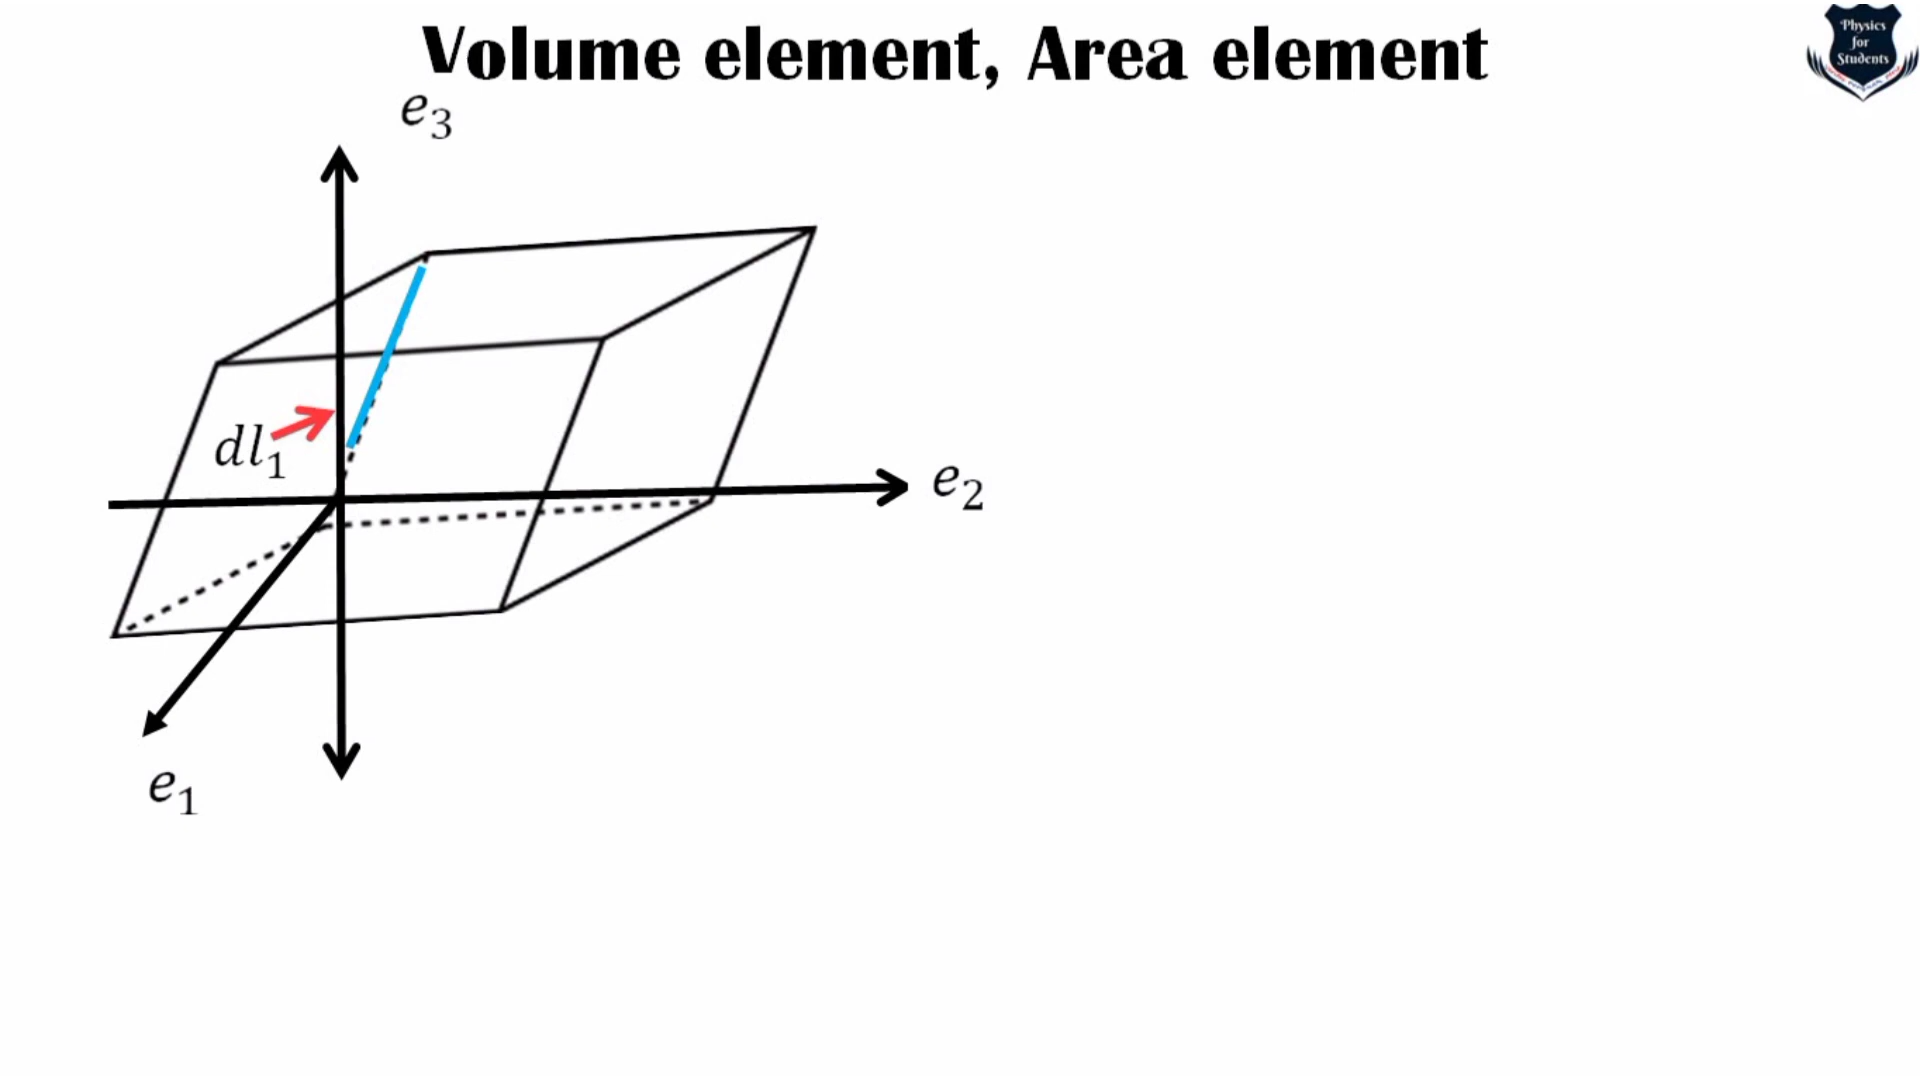 Volume element, Area element
Physics
for
Students
e₃
dl₁
e₂
e₁